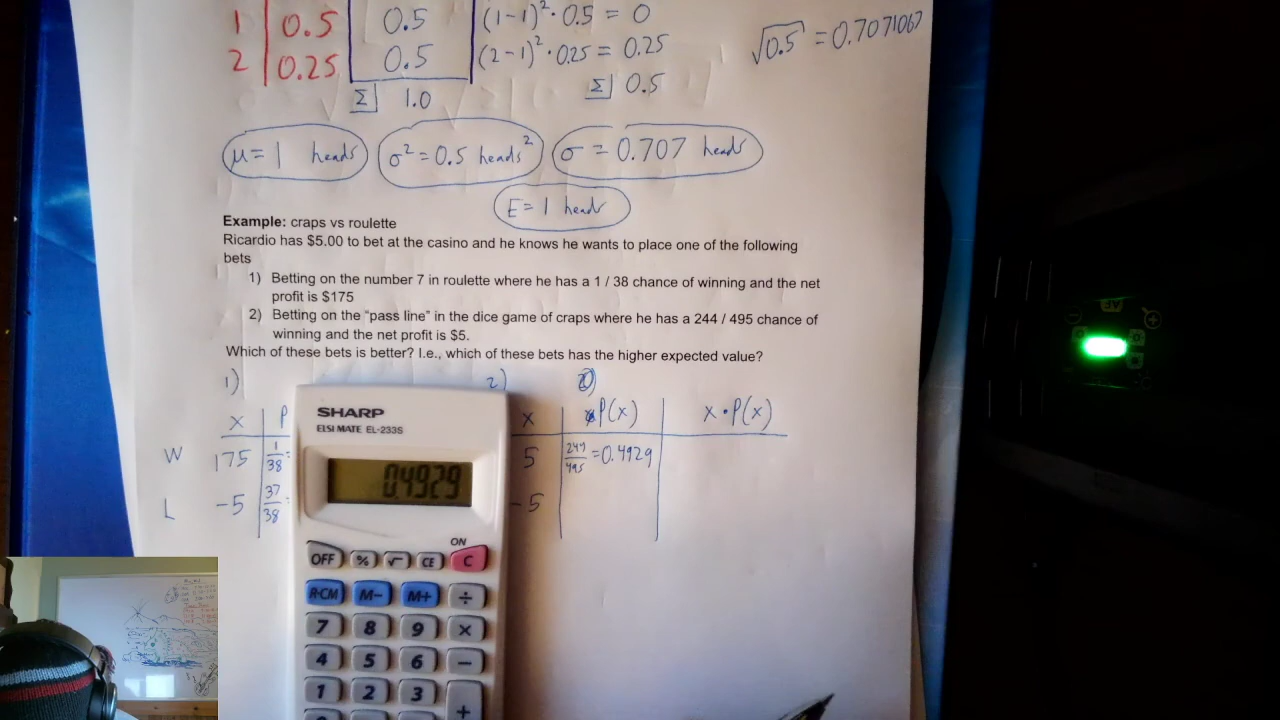 1 0.5 0.5 (1-1)²·0.5 = 0
√0.5 = 0.7071067
2 0.25 0.5 (2-1)²·0.25 = 0.25
Σ 1.0 Σ 0.5
μ = 1 heads σ² = 0.5 heads² σ = 0.707 heads
E = 1 heads
Example: craps vs roulette
Ricardio has $5.00 to bet at the casino and he knows he wants to place one of the following
bets
1) Betting on the number 7 in roulette where he has a 1 / 38 chance of winning and the net
profit is $175
2) Betting on the “pass line” in the dice game of craps where he has a 244 / 495 chance of
winning and the net profit is $5.
Which of these bets is better? I.e., which of these bets has the higher expected value?
1) 2)
x P x P(x) x·P(x)
W 175 1/38 = 5 244/495 = 0.4929
L -5 37/38 = -5
SHARP
ELSI MATE EL-233S
0.4929
ON
OFF % √ CE C
R·CM M− M+ ÷
7 8 9 ×
4 5 6 −
1 2 3 +
AF